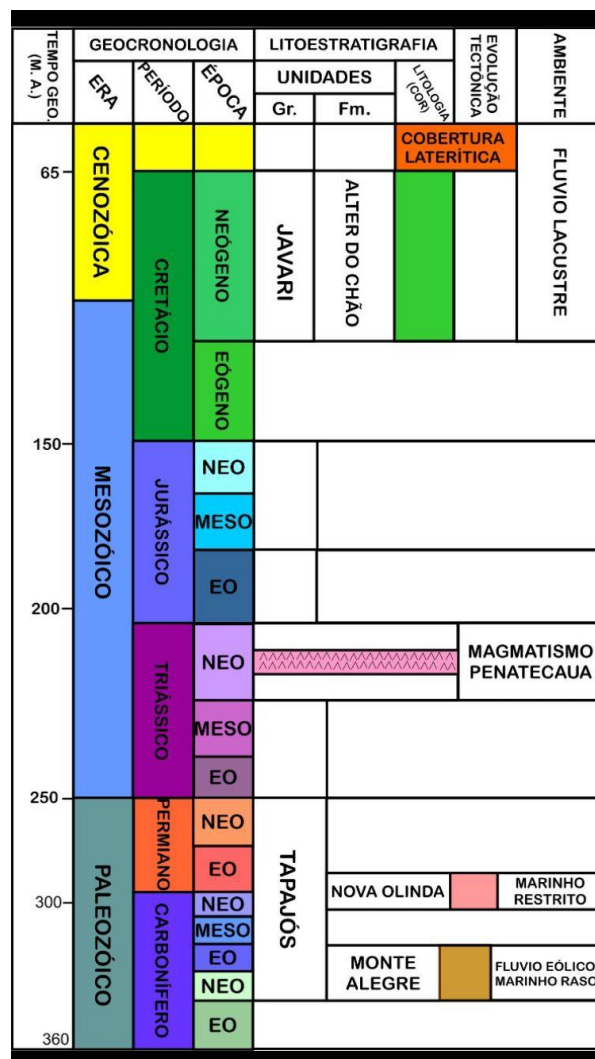 TEMPO GEO.
(M. A.)
GEOCRONOLOGIA
ERA
PERÍODO
ÉPOCA
LITOESTRATIGRAFIA
UNIDADES
Gr.
Fm.
LITOLOGIA
(COR)
EVOLUÇÃO
TECTÔNICA
AMBIENTE
65
150
200
250
300
360
CENOZÓICA
MESOZÓICO
PALEOZÓICO
CRETÁCIO
JURÁSSICO
TRIÁSSICO
PERMIANO
CARBONÍFERO
NEÓGENO
EÓGENO
NEO
MESO
EO
NEO
MESO
EO
NEO
EO
NEO
MESO
EO
NEO
EO
JAVARI
ALTER DO CHÃO
COBERTURA
LATERÍTICA
FLUVIO LACUSTRE
MAGMATISMO
PENATECAUA
TAPAJÓS
NOVA OLINDA
MARINHO
RESTRITO
MONTE
ALEGRE
FLUVIO EÓLICO
MARINHO RASO